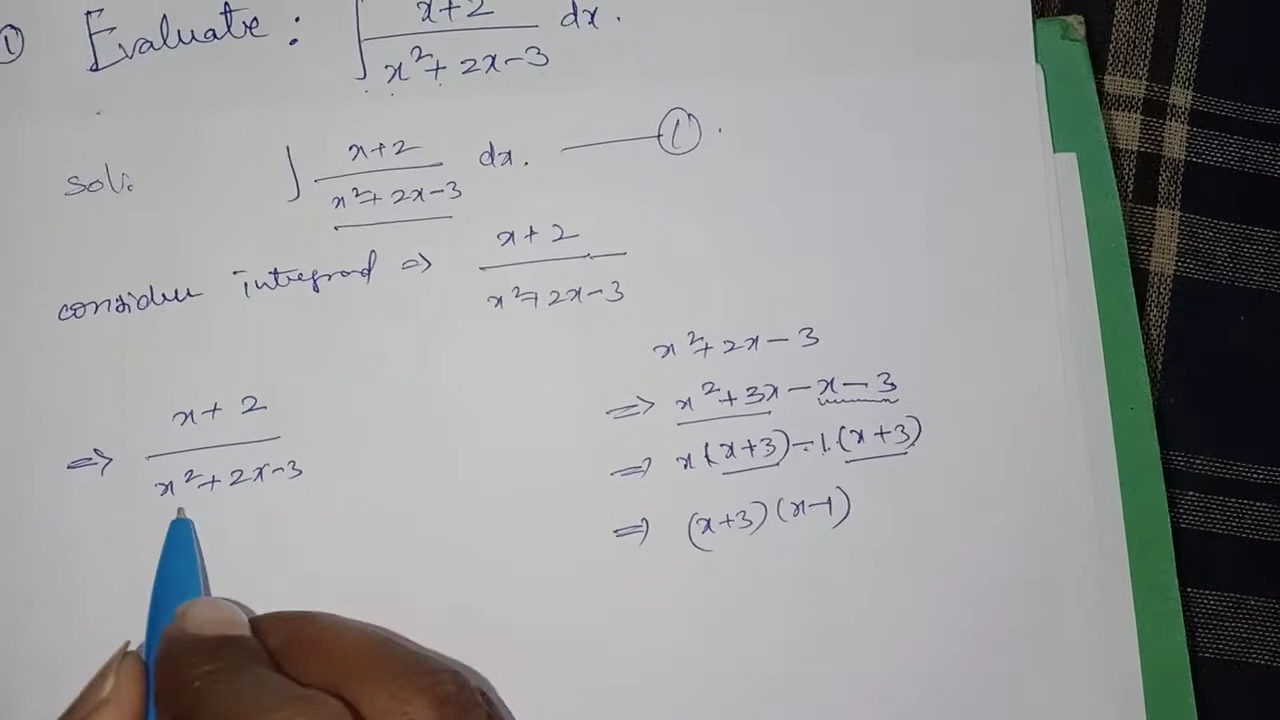 ① Evaluate : ∫ x+2 / x²+2x-3 dx.
Sol: ∫ x+2 / x²+2x-3 dx. —— ①.
consider integrand ⇒ x+2 / x²+2x-3
x²+2x-3
⇒ x²+3x-x-3
⇒ x(x+3)-1.(x+3)
⇒ (x+3)(x-1)
⇒ x+2 / x²+2x-3